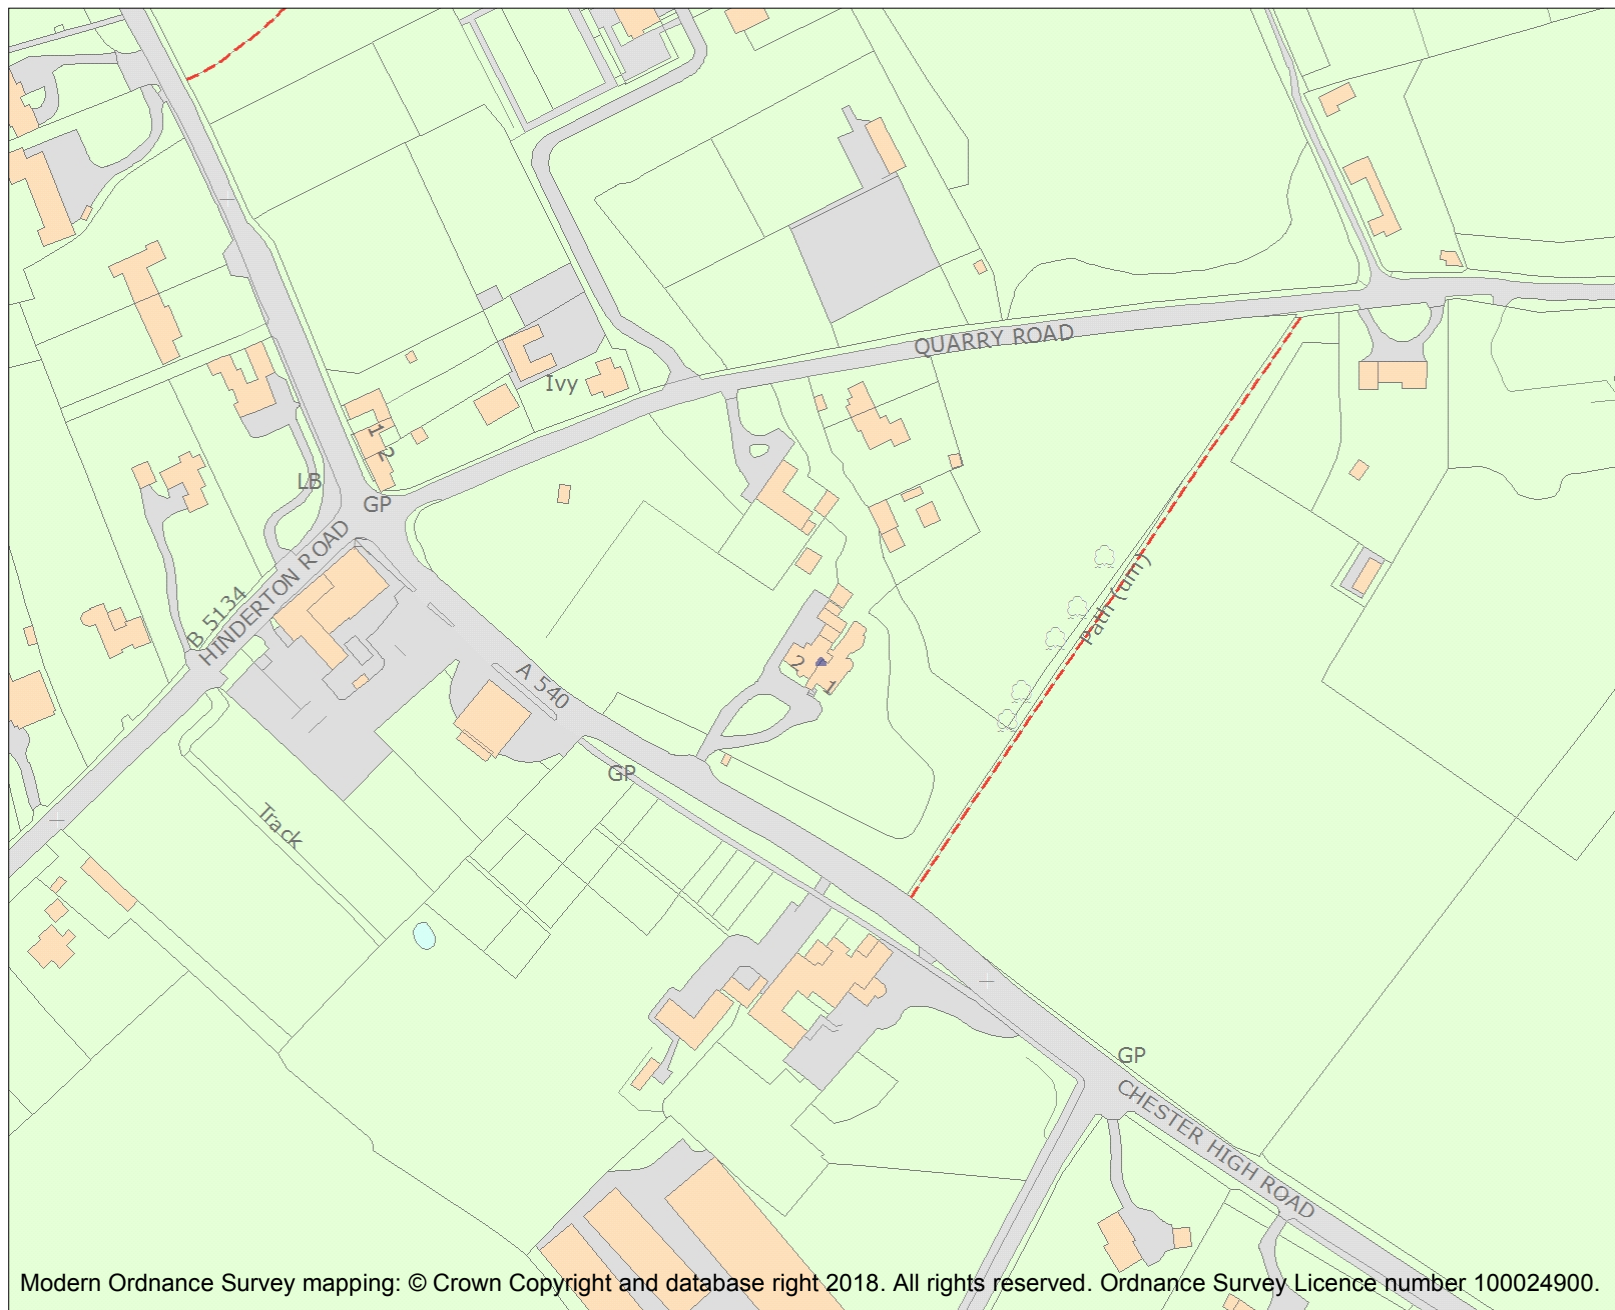 QUARRY ROAD
Ivy
1
2
LB
GP
HINDERTON ROAD
B 5134
Path (um)
2
1
A 540
GP
Track
GP
CHESTER HIGH ROAD
Modern Ordnance Survey mapping: © Crown Copyright and database right 2018. All rights reserved. Ordnance Survey Licence number 100024900.